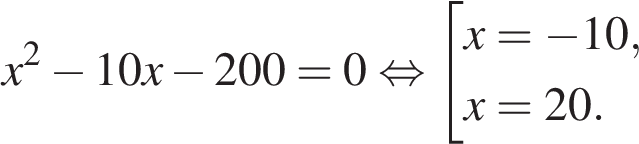 x² − 10x − 200 = 0 ⇔ [ x = −10,
x = 20.